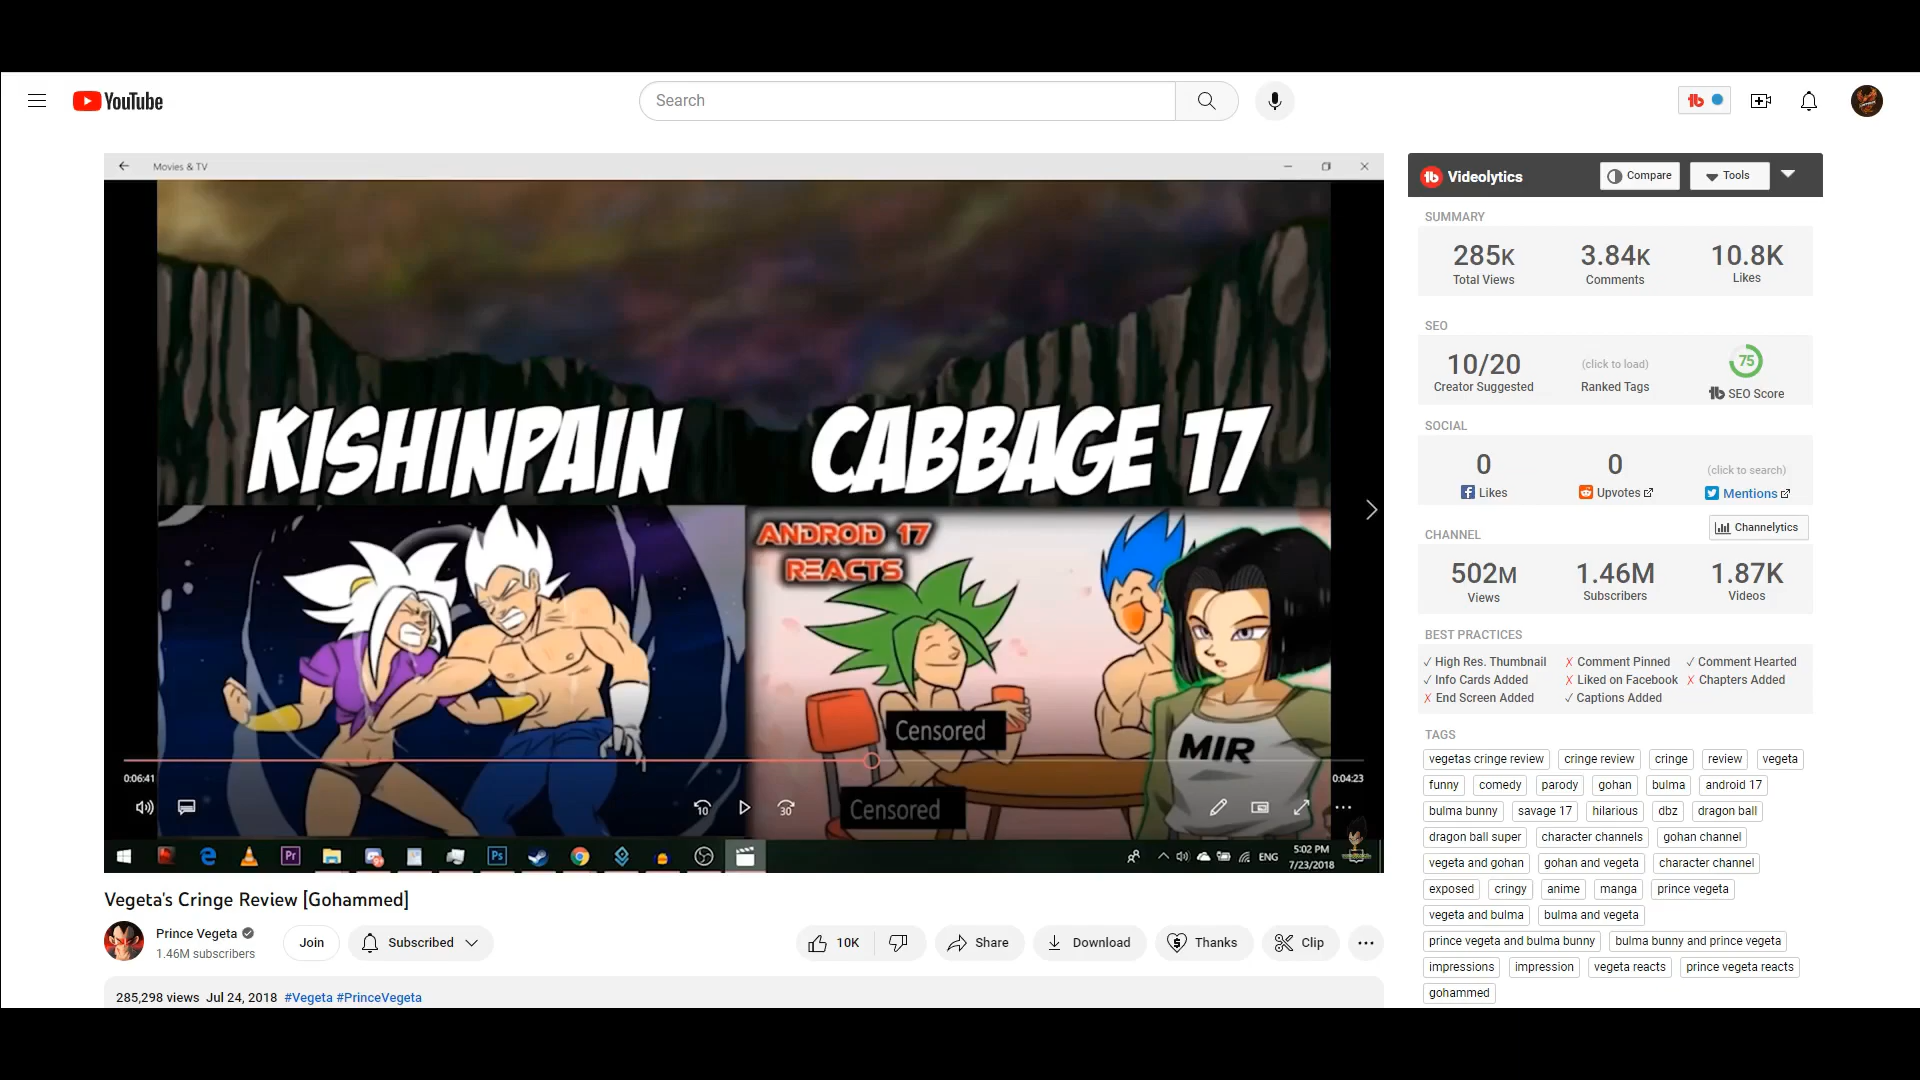 YouTube
Search
Movies & TV
KISHINPAIN
CABBAGE 17
ANDROID 17
REACTS
MIR
Censored
Censored
0:06:41
0:04:23
10
30
Pr
Ps
ENG
5:02 PM
7/23/2018
Vegeta's Cringe Review [Gohammed]
Prince Vegeta
1.46M subscribers
Join
Subscribed
10K
Share
Download
Thanks
Clip
285,298 views Jul 24, 2018 #Vegeta #PrinceVegeta
Videolytics
Compare
Tools
SUMMARY
285K 3.84K 10.8K
Total Views Comments Likes
SEO
10/20 (click to load) 75
Creator Suggested Ranked Tags SEO Score
SOCIAL
0 0 (click to search)
Likes Upvotes Mentions
CHANNEL
Channelytics
502M 1.46M 1.87K
Views Subscribers Videos
BEST PRACTICES
✓ High Res. Thumbnail ✗ Comment Pinned ✓ Comment Hearted
✓ Info Cards Added ✗ Liked on Facebook ✗ Chapters Added
✗ End Screen Added ✓ Captions Added
TAGS
vegetas cringe review cringe review cringe review vegeta
funny comedy parody gohan bulma android 17
bulma bunny savage 17 hilarious dbz dragon ball
dragon ball super character channels gohan channel
vegeta and gohan gohan and vegeta character channel
exposed cringy anime manga prince vegeta
vegeta and bulma bulma and vegeta
prince vegeta and bulma bunny bulma bunny and prince vegeta
impressions impression vegeta reacts prince vegeta reacts
gohammed